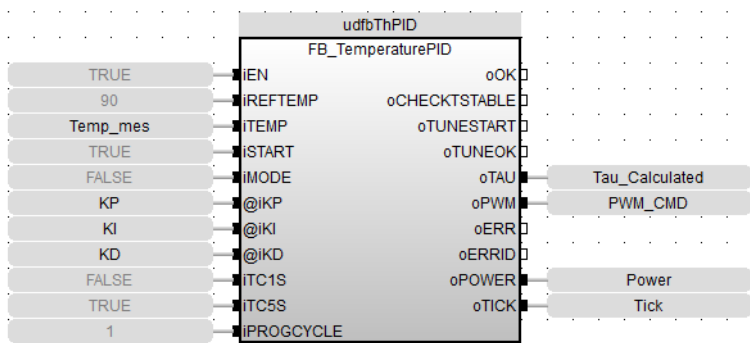 udfbThPID
FB_TemperaturePID
TRUE iEN oOK
90 iREFTEMP oCHECKTSTABLE
Temp_mes iTEMP oTUNESTART
TRUE iSTART oTUNEOK
FALSE iMODE oTAU Tau_Calculated
KP @iKP oPWM PWM_CMD
KI @iKI oERR
KD @iKD oERRID
FALSE iTC1S oPOWER Power
TRUE iTC5S oTICK Tick
1 iPROGCYCLE